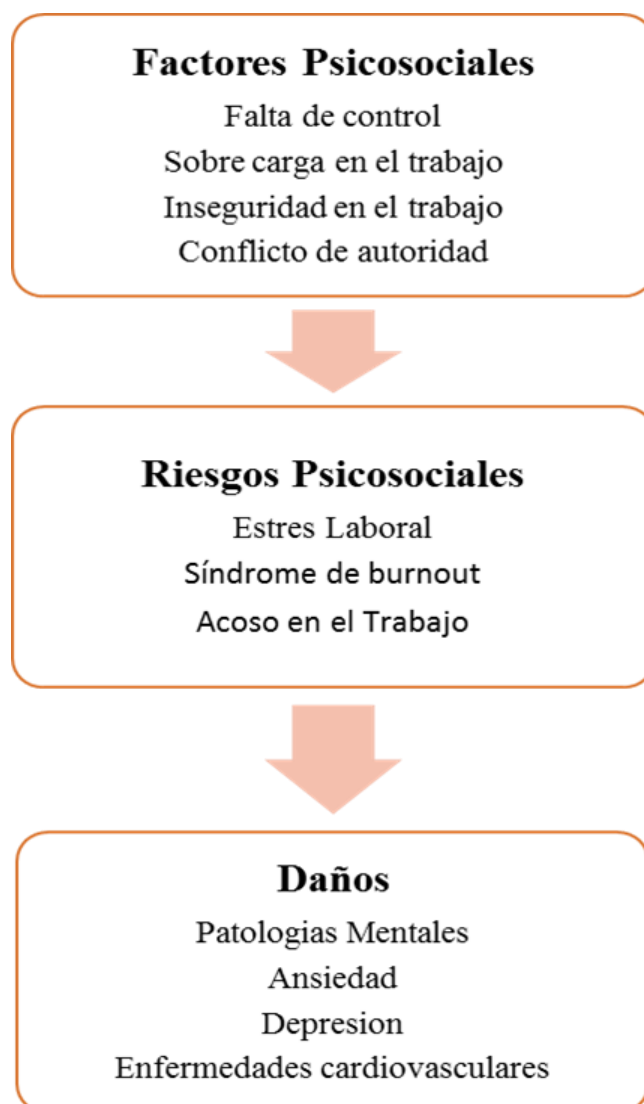 Factores Psicosociales
Falta de control
Sobre carga en el trabajo
Inseguridad en el trabajo
Conflicto de autoridad
Riesgos Psicosociales
Estres Laboral
Síndrome de burnout
Acoso en el Trabajo
Daños
Patologias Mentales
Ansiedad
Depresion
Enfermedades cardiovasculares